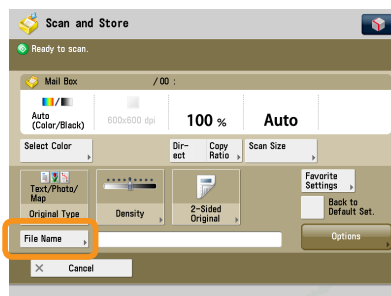 Scan and Store
Ready to scan.
Mail Box / 00 :
Auto
(Color/Black)
600x600 dpi
100 %
Auto
Select Color
Dir-
ect
Copy
Ratio
Scan Size
Text/Photo/
Map
Original Type
Density
2-Sided
Original
Favorite
Settings
Back to
Default Set.
File Name
Options
× Cancel